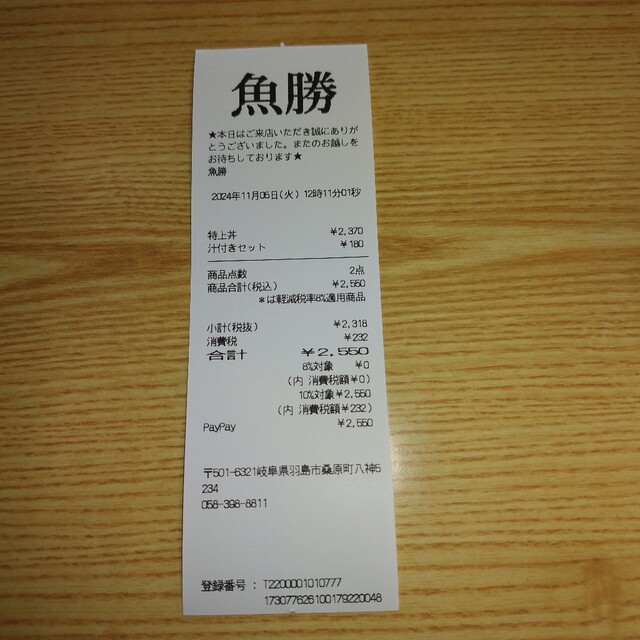 魚勝
★本日はご来店いただき誠にありが
とうございました。またのお越しを
お待ちしております★
魚勝
2024年11月05日(火) 12時11分01秒
特上丼 ¥2,370
汁付きセット ¥180
商品点数 2点
商品合計(税込) ¥2,550
*は軽減税率8%適用商品
小計(税抜) ¥2,318
消費税 ¥232
合計 ¥2,550
8%対象 ¥0
(内 消費税額¥0)
10%対象¥2,550
(内 消費税額¥232)
PayPay ¥2,550
〒501-6321岐阜県羽島市桑原町八神5
234
058-398-8811
登録番号 : T2200001010777
173077626100179220048